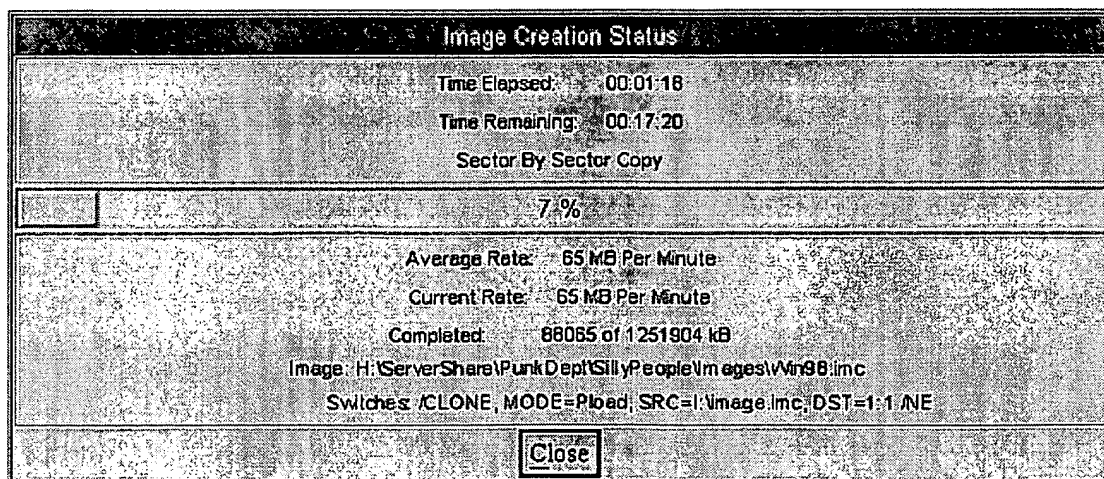 Image Creation Status
Time Elapsed: 00:01:18
Time Remaining: 00:17:20
Sector By Sector Copy
7 %
Average Rate: 65 MB Per Minute
Current Rate: 65 MB Per Minute
Completed: 88065 of 1251904 kB
Image: H:\ServerShare\PunkDept\SillyPeople\Images\Win98.imc
Switches: /CLONE, MODE=Pload, SRC=I:\Image.imc, DST=1:1 /NE
Close